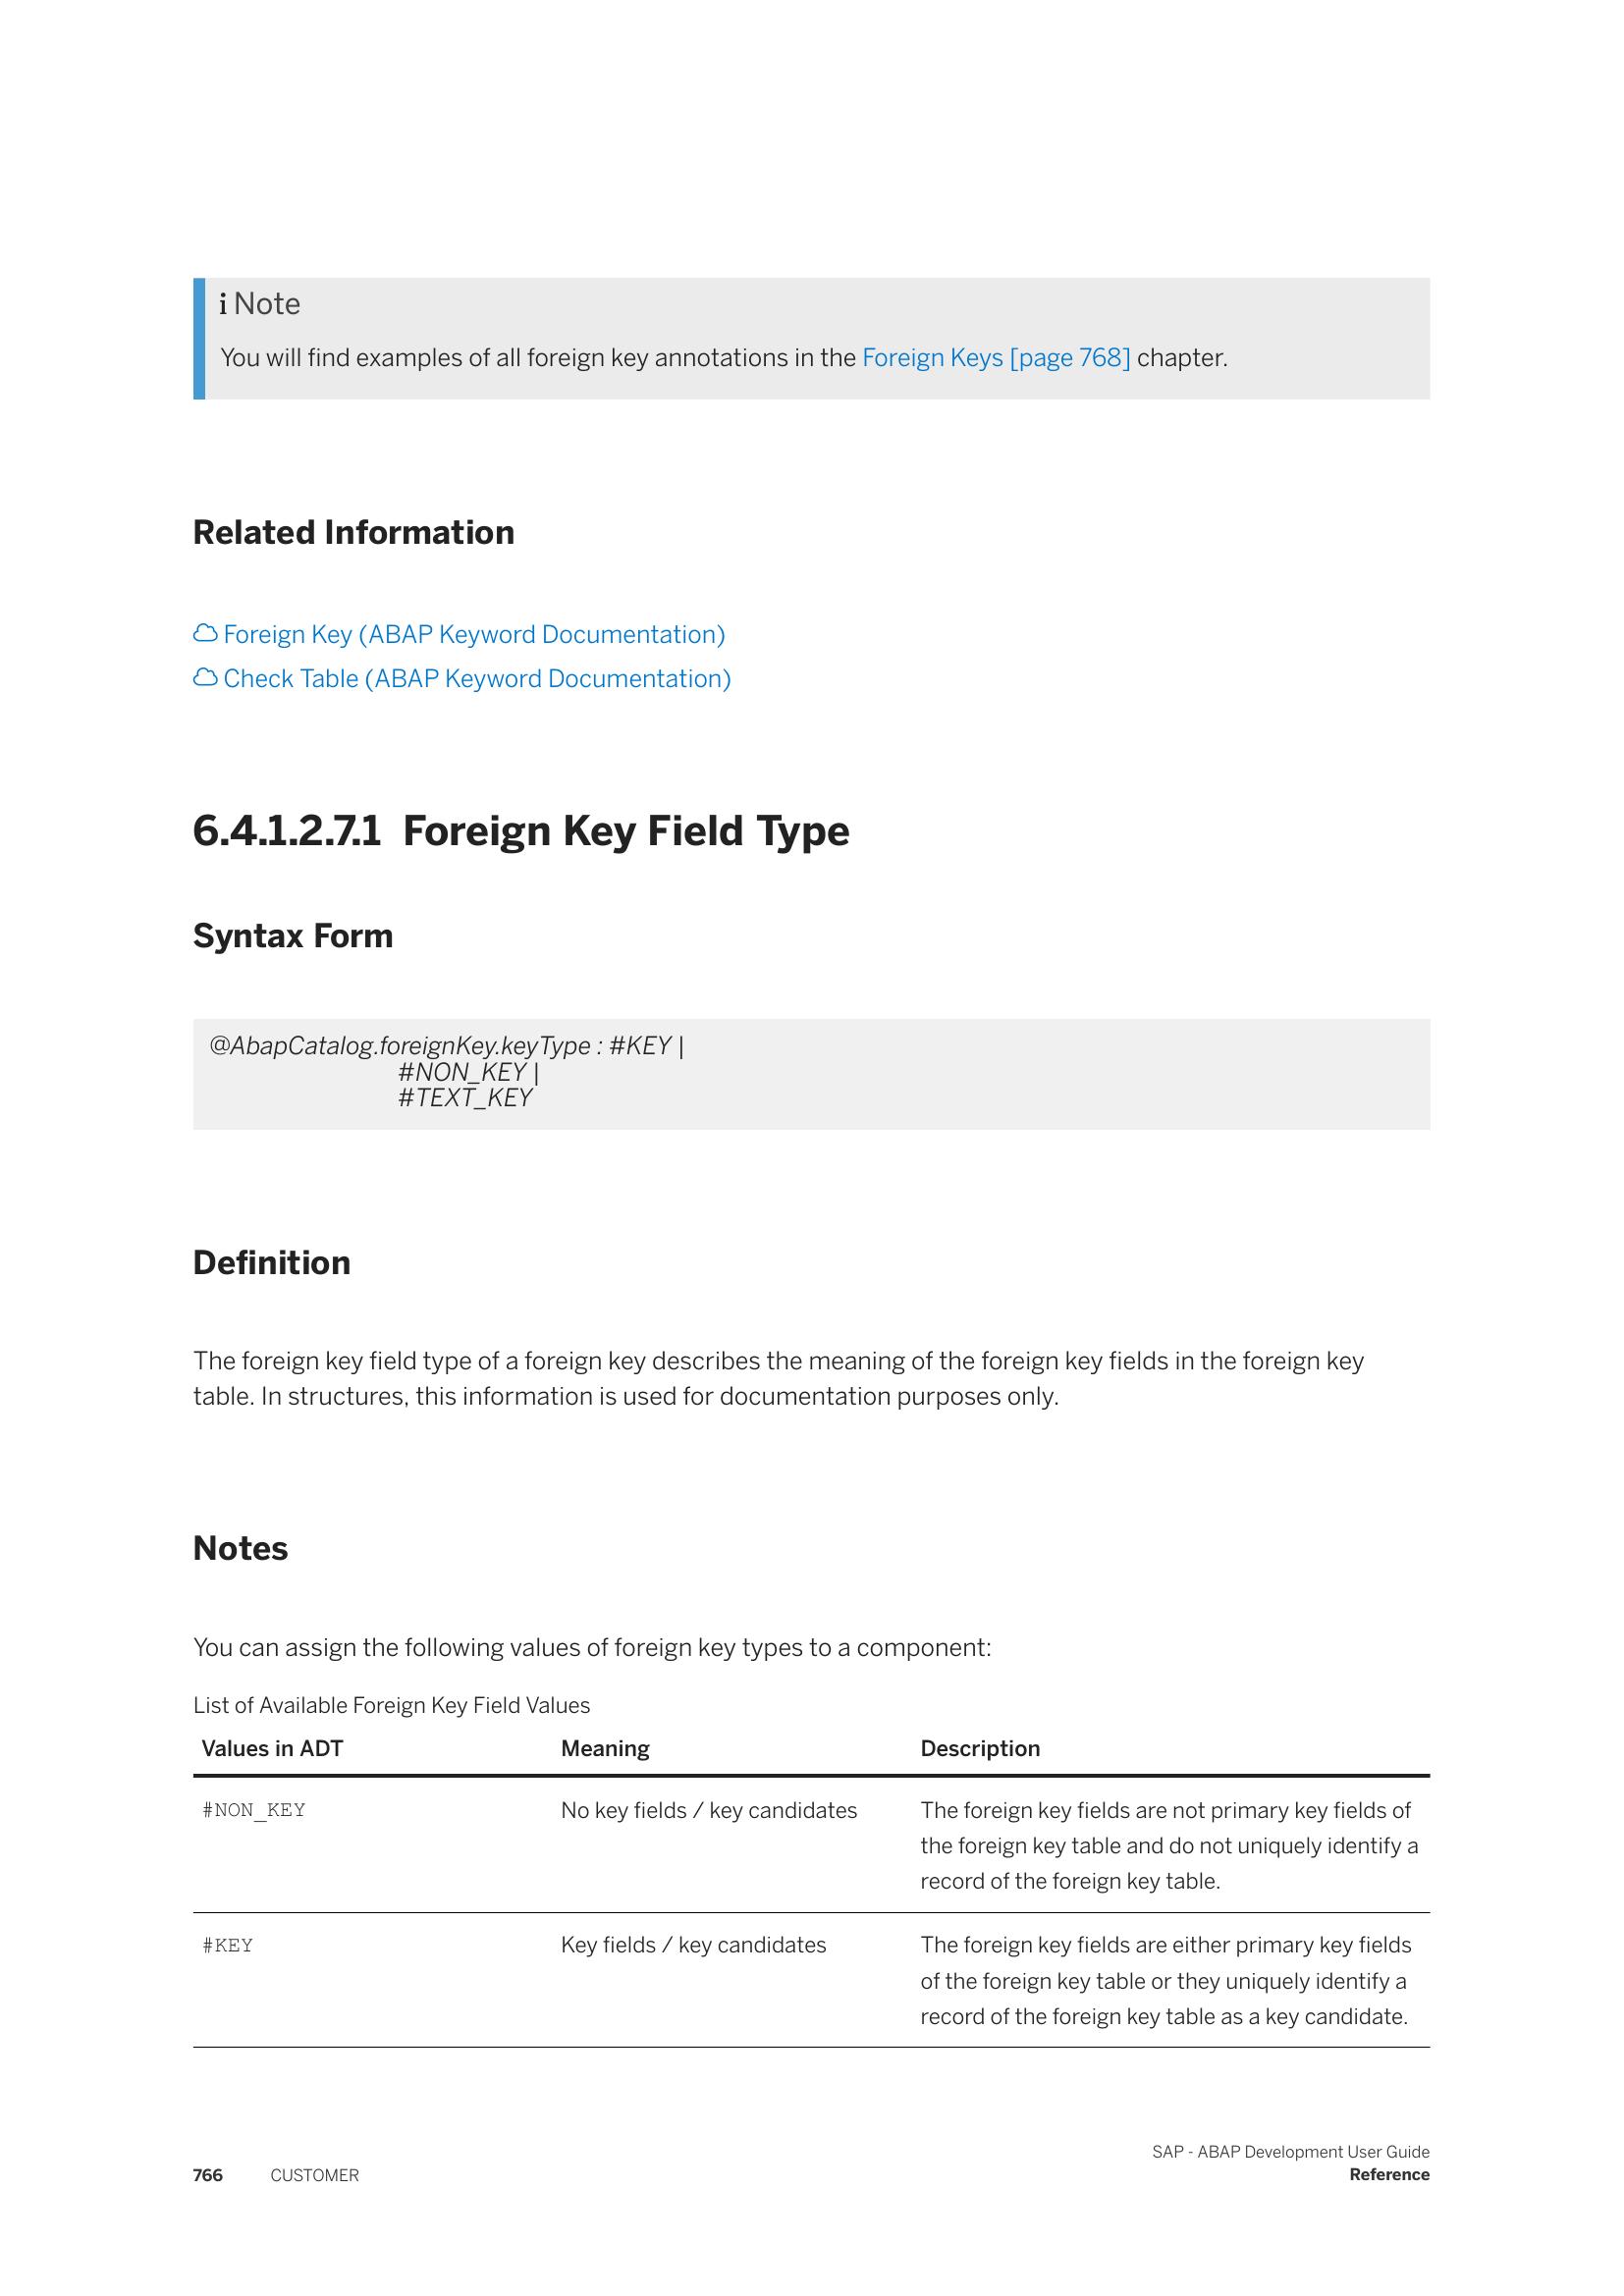 i Note
You will find examples of all foreign key annotations in the Foreign Keys [page 768] chapter.
Related Information
Foreign Key (ABAP Keyword Documentation)
Check Table (ABAP Keyword Documentation)
6.4.1.2.7.1 Foreign Key Field Type
Syntax Form
@AbapCatalog.foreignKey.keyType : #KEY |
#NON_KEY |
#TEXT_KEY
Definition
The foreign key field type of a foreign key describes the meaning of the foreign key fields in the foreign key
table. In structures, this information is used for documentation purposes only.
Notes
You can assign the following values of foreign key types to a component:
List of Available Foreign Key Field Values
Values in ADT Meaning Description
#NON_KEY No key fields / key candidates The foreign key fields are not primary key fields of
the foreign key table and do not uniquely identify a
record of the foreign key table.
#KEY Key fields / key candidates The foreign key fields are either primary key fields
of the foreign key table or they uniquely identify a
record of the foreign key table as a key candidate.
SAP - ABAP Development User Guide
766 CUSTOMER Reference